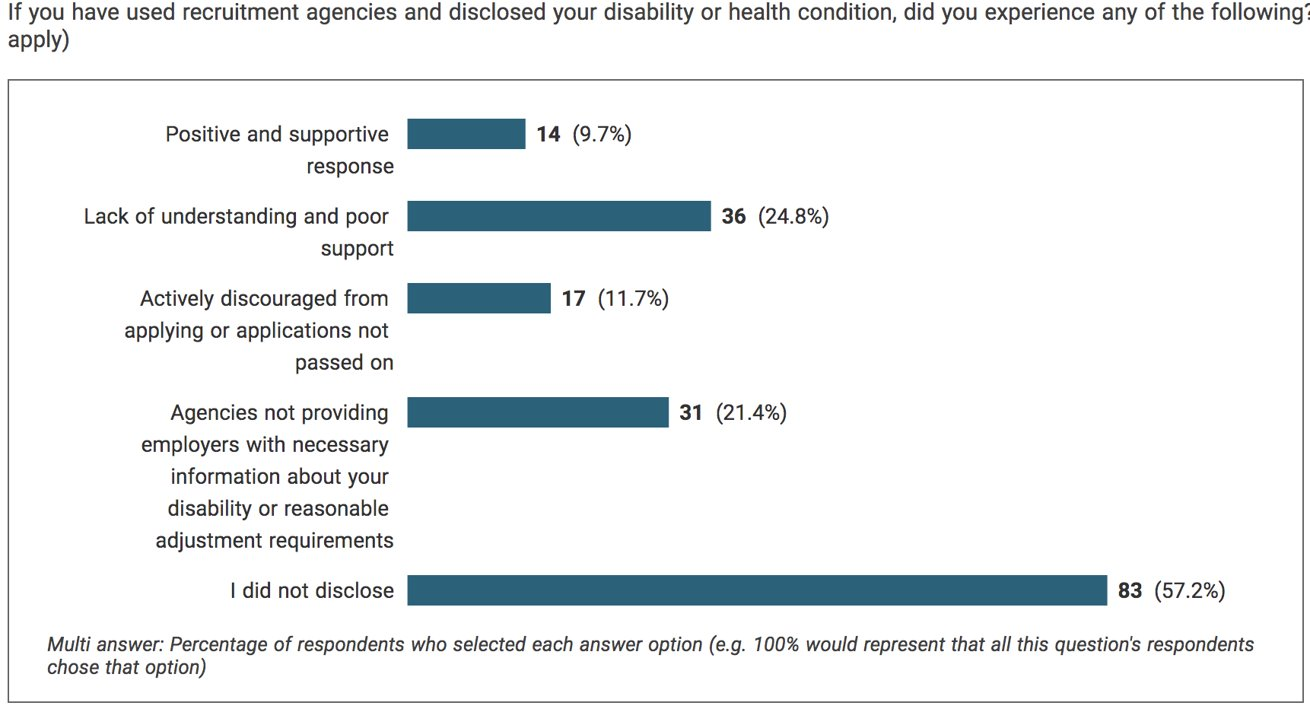 If you have used recruitment agencies and disclosed your disability or health condition, did you experience any of the following?
apply)
Positive and supportive
response
14 (9.7%)
Lack of understanding and poor
support
36 (24.8%)
Actively discouraged from
applying or applications not
passed on
17 (11.7%)
Agencies not providing
employers with necessary
information about your
disability or reasonable
adjustment requirements
31 (21.4%)
I did not disclose
83 (57.2%)
Multi answer: Percentage of respondents who selected each answer option (e.g. 100% would represent that all this question's respondents
chose that option)